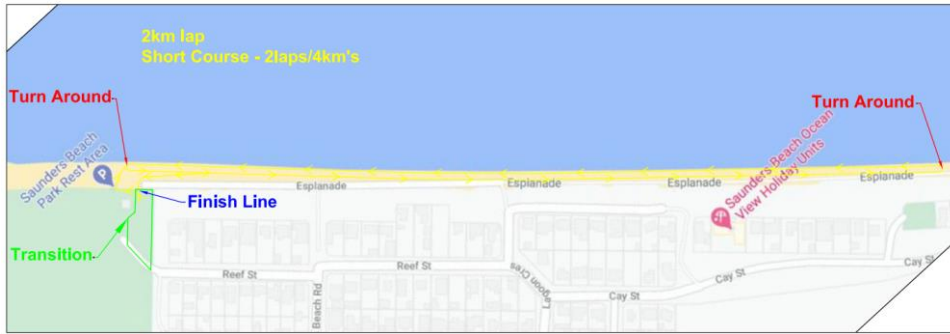 2km lap
Short Course - 2laps/4km's
Turn Around
Turn Around
Saunders Beach
Park Rest Area
P
Esplanade
Esplanade
Esplanade
Esplanade
Saunders Beach Ocean
View Holiday Units
Finish Line
Transition
Reef St
Reef St
Beach Rd
Lagoon Cres
Cay St
Cay St
Cay St